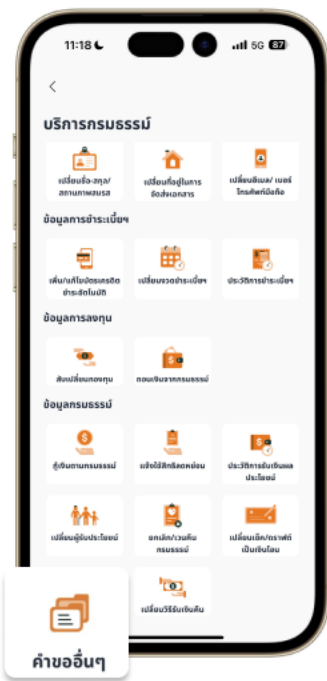 11:18
5G 87
บริการกรมธรรม์
เปลี่ยนชื่อ-สกุล/
สถานภาพสมรส
เปลี่ยนที่อยู่ในการ
จัดส่งเอกสาร
เปลี่ยนอีเมล/ เบอร์
โทรศัพท์มือถือ
ข้อมูลการชำระเบี้ยฯ
เพิ่ม/แก้ไขบัตรเครดิต
ชำระอัตโนมัติ
เปลี่ยนงวดชำระเบี้ยฯ
ประวัติการชำระเบี้ยฯ
ข้อมูลการลงทุน
สับเปลี่ยนกองทุน
ถอนเงินจากกรมธรรม์
ข้อมูลกรมธรรม์
กู้เงินตามกรมธรรม์
แจ้งใช้สิทธิลดหย่อน
ประวัติการรับเงินผล
ประโยชน์
เปลี่ยนผู้รับประโยชน์
ยกเลิก/เวนคืน
กรมธรรม์
เปลี่ยนเช็ค/ดราฟต์
เป็นเงินโอน
เปลี่ยนวิธีรับเงินคืน
คำขออื่นๆ